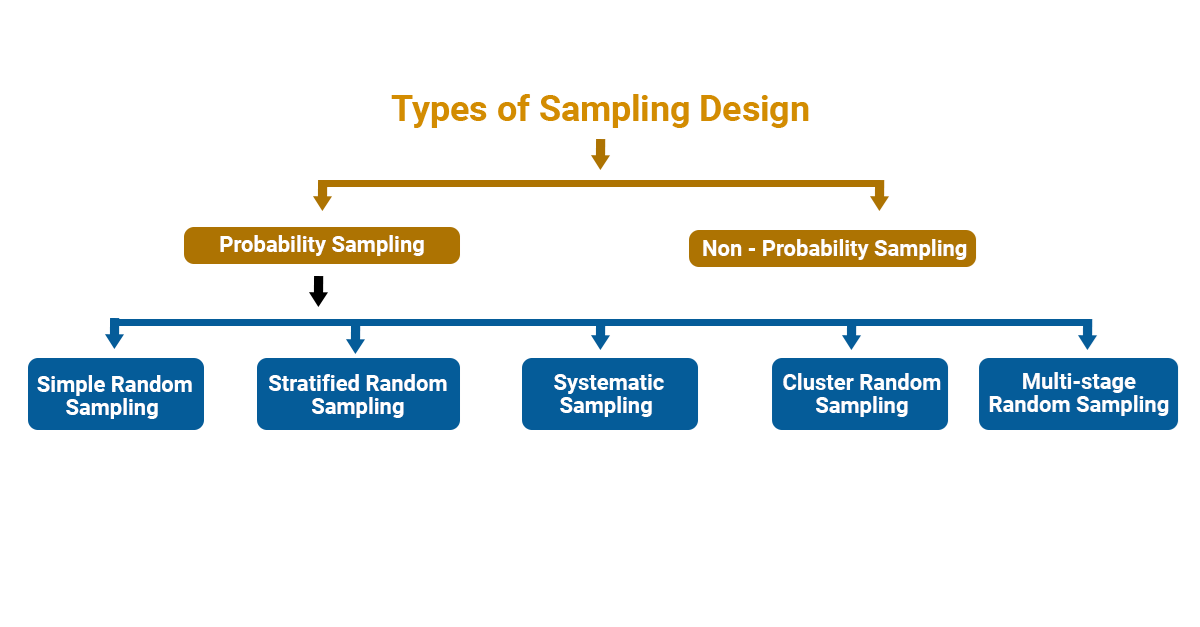 Types of Sampling Design
Probability Sampling
Non - Probability Sampling
Simple Random
Sampling
Stratified Random
Sampling
Systematic
Sampling
Cluster Random
Sampling
Multi-stage
Random Sampling